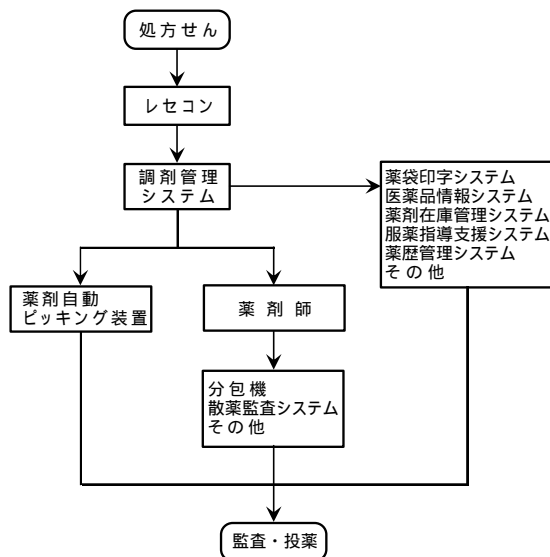 処方せん
レセコン
調剤管理
システム
薬袋印字システム
医薬品情報システム
薬剤在庫管理システム
服薬指導支援システム
薬歴管理システム
その他
薬剤自動
ピッキング装置
薬剤師
分包機
散薬監査システム
その他
監査・投薬